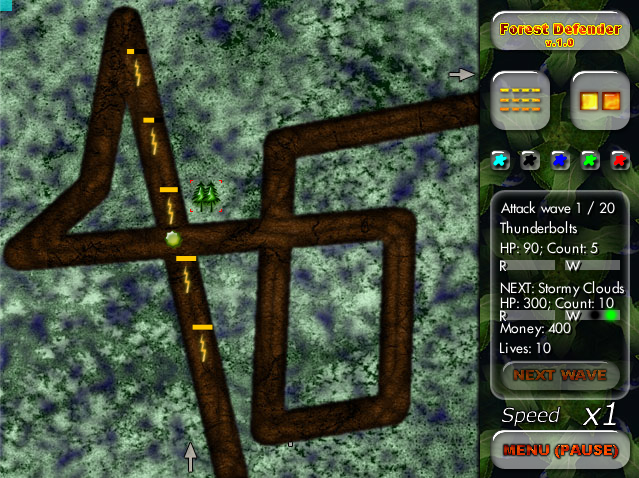 Forest Defender
v.1.0
Attack wave 1 / 20
Thunderbolts
HP: 90; Count: 5
R W
NEXT: Stormy Clouds
HP: 300; Count: 10
R W
Money: 400
Lives: 10
NEXT WAVE
Speed x1
MENU (PAUSE)